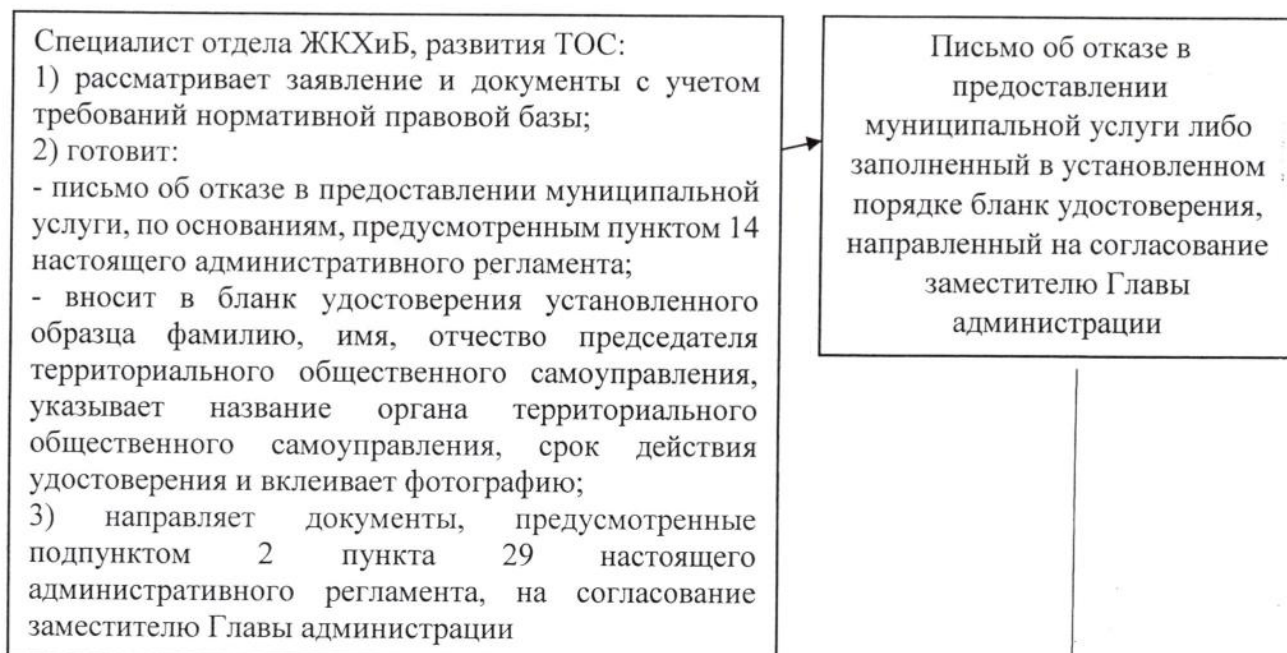 Специалист отдела ЖКХиБ, развития ТОС:
1) рассматривает заявление и документы с учетом
требований нормативной правовой базы;
2) готовит:
- письмо об отказе в предоставлении муниципальной
услуги, по основаниям, предусмотренным пунктом 14
настоящего административного регламента;
- вносит в бланк удостоверения установленного
образца фамилию, имя, отчество председателя
территориального общественного самоуправления,
указывает название органа территориального
общественного самоуправления, срок действия
удостоверения и вклеивает фотографию;
3) направляет документы, предусмотренные
подпунктом 2 пункта 29 настоящего
административного регламента, на согласование
заместителю Главы администрации
Письмо об отказе в
предоставлении
муниципальной услуги либо
заполненный в установленном
порядке бланк удостоверения,
направленный на согласование
заместителю Главы
администрации